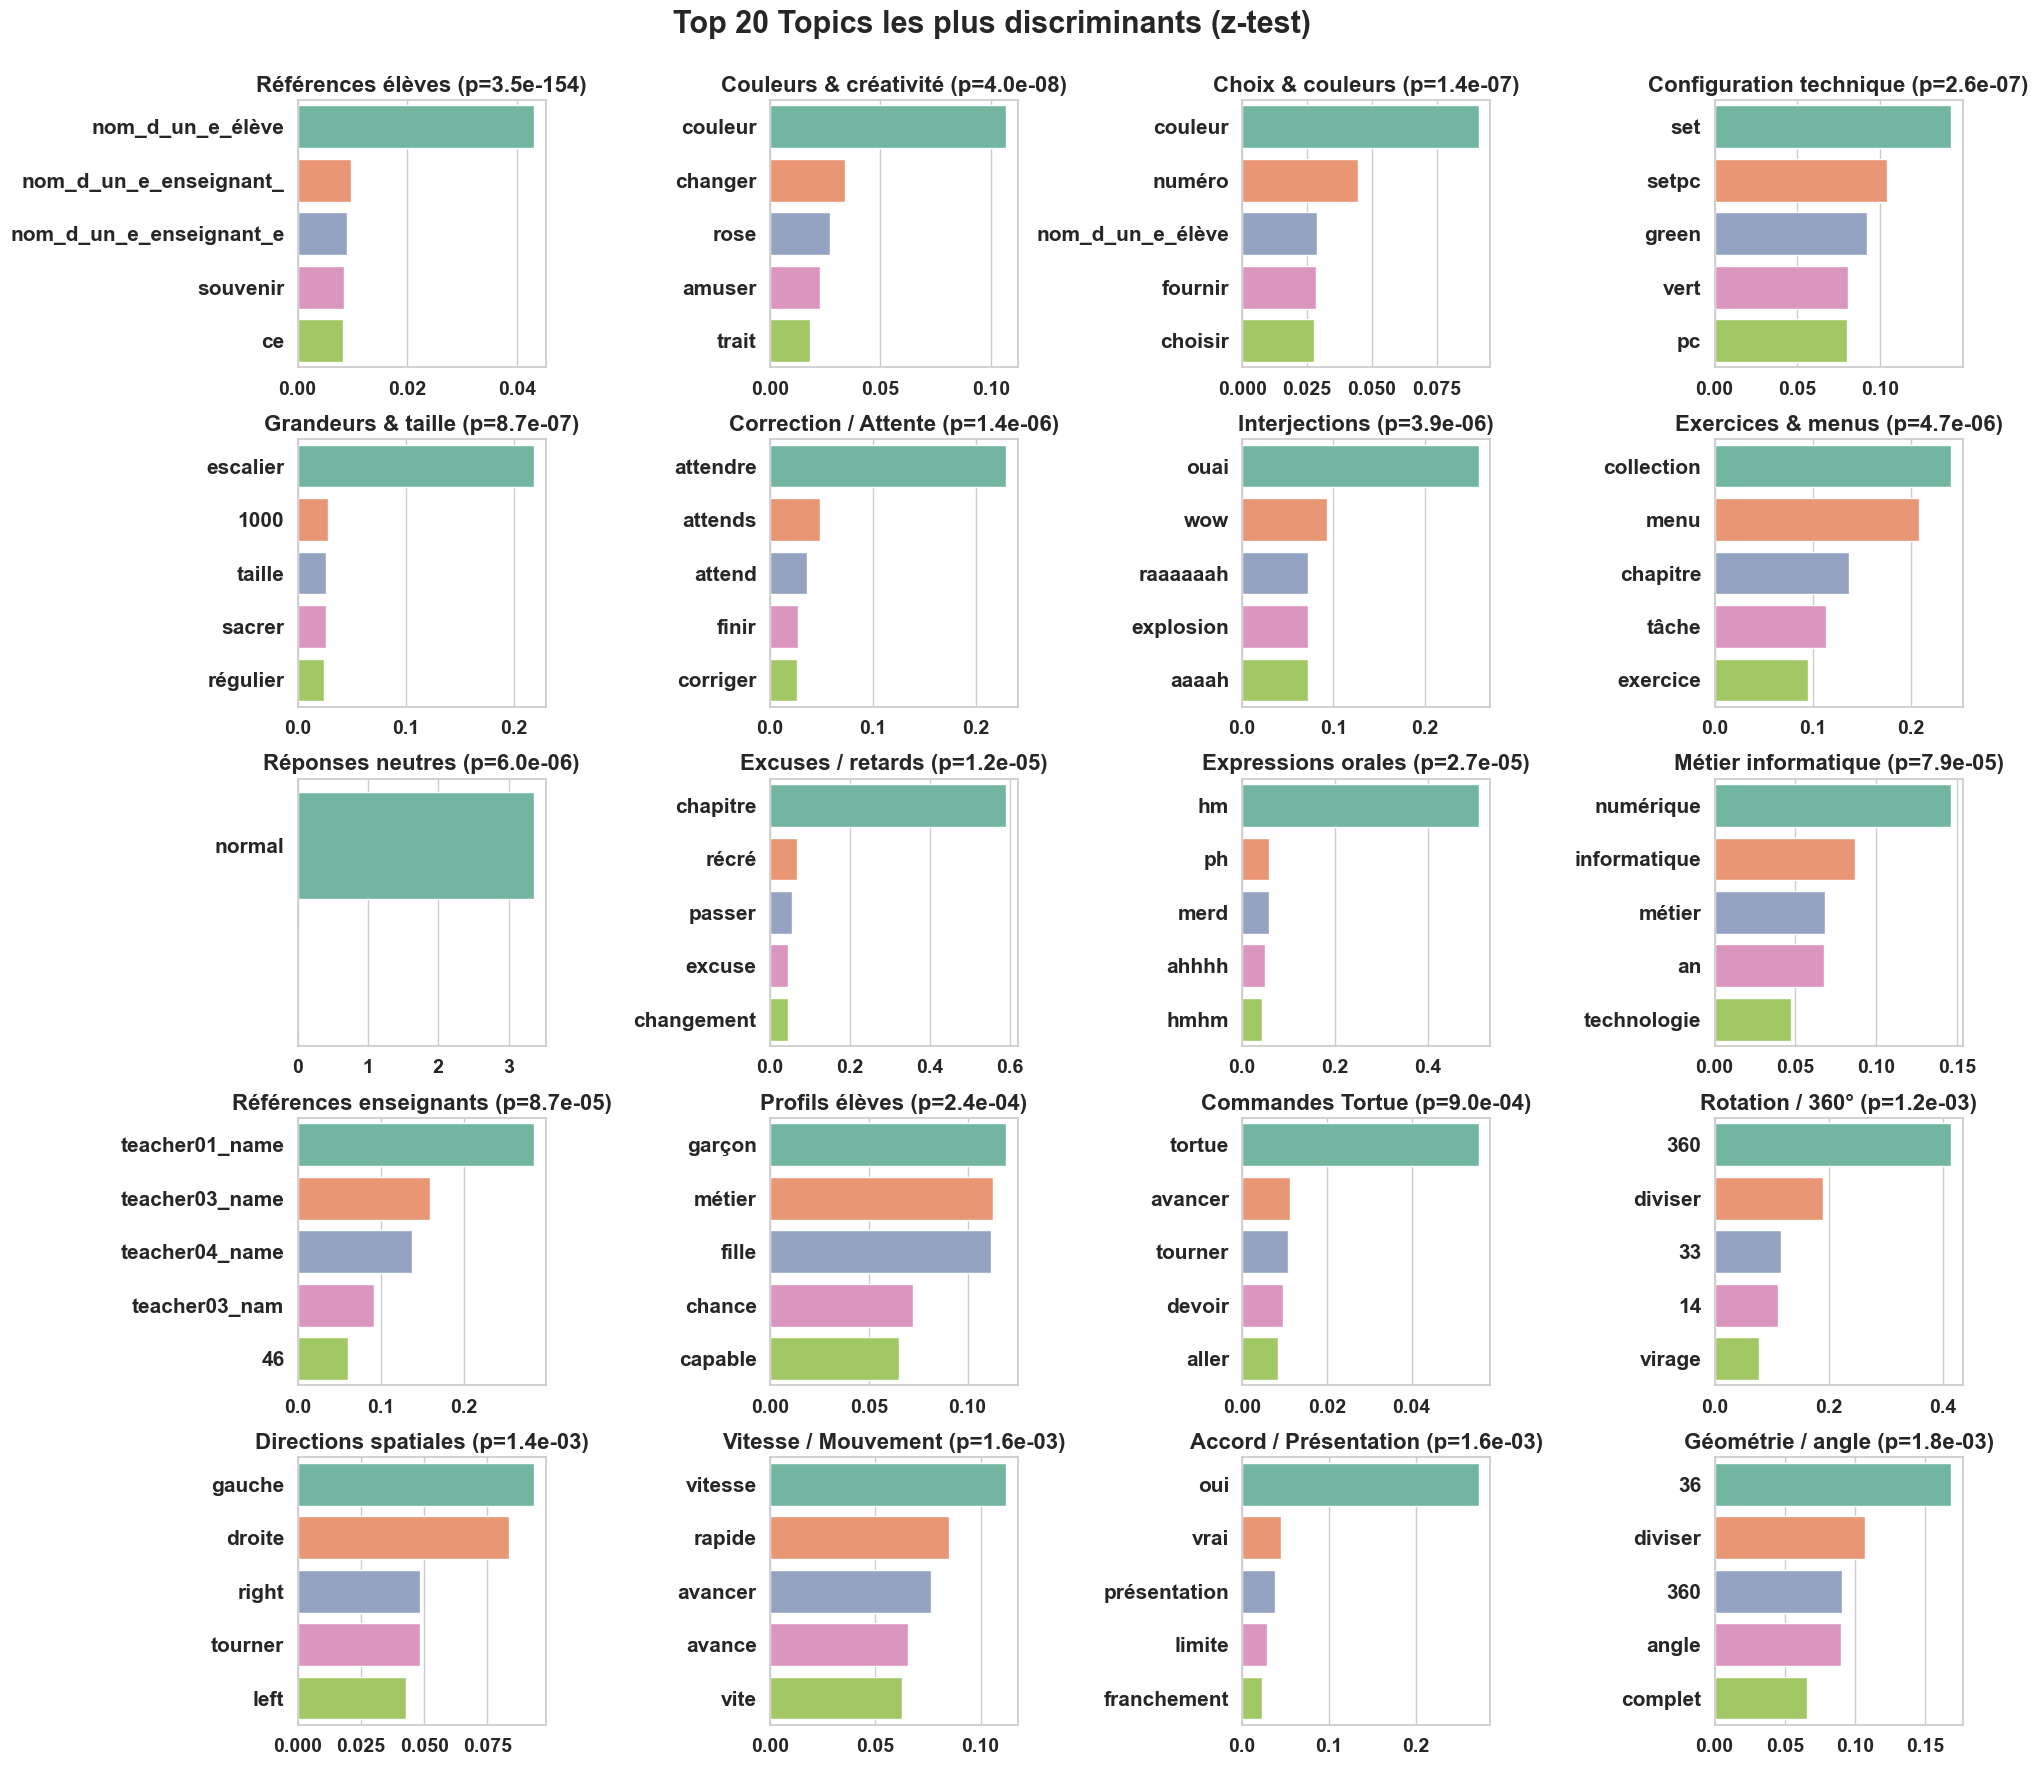 Top 20 Topics les plus discriminants (z-test)
Références élèves (p=3.5e-154)
nom_d_un_e_élève
nom_d_un_e_enseignant_
nom_d_un_e_enseignant_e
souvenir
ce
0.00 0.02 0.04
Couleurs & créativité (p=4.0e-08)
couleur
changer
rose
amuser
trait
0.00 0.05 0.10
Choix & couleurs (p=1.4e-07)
couleur
numéro
nom_d_un_e_élève
fournir
choisir
0.000 0.025 0.050 0.075
Configuration technique (p=2.6e-07)
set
setpc
green
vert
pc
0.00 0.05 0.10
Grandeurs & taille (p=8.7e-07)
escalier
1000
taille
sacrer
régulier
0.0 0.1 0.2
Correction / Attente (p=1.4e-06)
attendre
attends
attend
finir
corriger
0.0 0.1 0.2
Interjections (p=3.9e-06)
ouai
wow
raaaaaah
explosion
aaaah
0.0 0.1 0.2
Exercices & menus (p=4.7e-06)
collection
menu
chapitre
tâche
exercice
0.0 0.1 0.2
Réponses neutres (p=6.0e-06)
normal
0 1 2 3
Excuses / retards (p=1.2e-05)
chapitre
récré
passer
excuse
changement
0.0 0.2 0.4 0.6
Expressions orales (p=2.7e-05)
hm
ph
merd
ahhhh
hmhm
0.0 0.2 0.4
Métier informatique (p=7.9e-05)
numérique
informatique
métier
an
technologie
0.00 0.05 0.10 0.15
Références enseignants (p=8.7e-05)
teacher01_name
teacher03_name
teacher04_name
teacher03_nam
46
0.0 0.1 0.2
Profils élèves (p=2.4e-04)
garçon
métier
fille
chance
capable
0.00 0.05 0.10
Commandes Tortue (p=9.0e-04)
tortue
avancer
tourner
devoir
aller
0.00 0.02 0.04
Rotation / 360° (p=1.2e-03)
360
diviser
33
14
virage
0.0 0.2 0.4
Directions spatiales (p=1.4e-03)
gauche
droite
right
tourner
left
0.000 0.025 0.050 0.075
Vitesse / Mouvement (p=1.6e-03)
vitesse
rapide
avancer
avance
vite
0.00 0.05 0.10
Accord / Présentation (p=1.6e-03)
oui
vrai
présentation
limite
franchement
0.0 0.1 0.2
Géométrie / angle (p=1.8e-03)
36
diviser
360
angle
complet
0.00 0.05 0.10 0.15